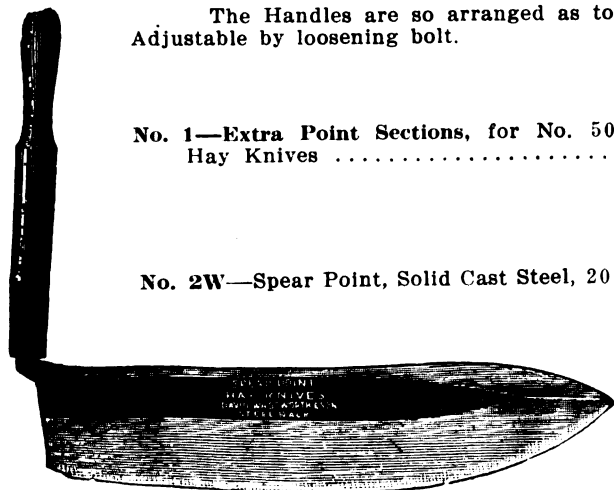 The Handles are so arranged as to
Adjustable by loosening bolt.
No. 1—Extra Point Sections, for No. 50
Hay Knives ......................
No. 2W—Spear Point, Solid Cast Steel, 20
SPEAR POINT
HAY KNIVES